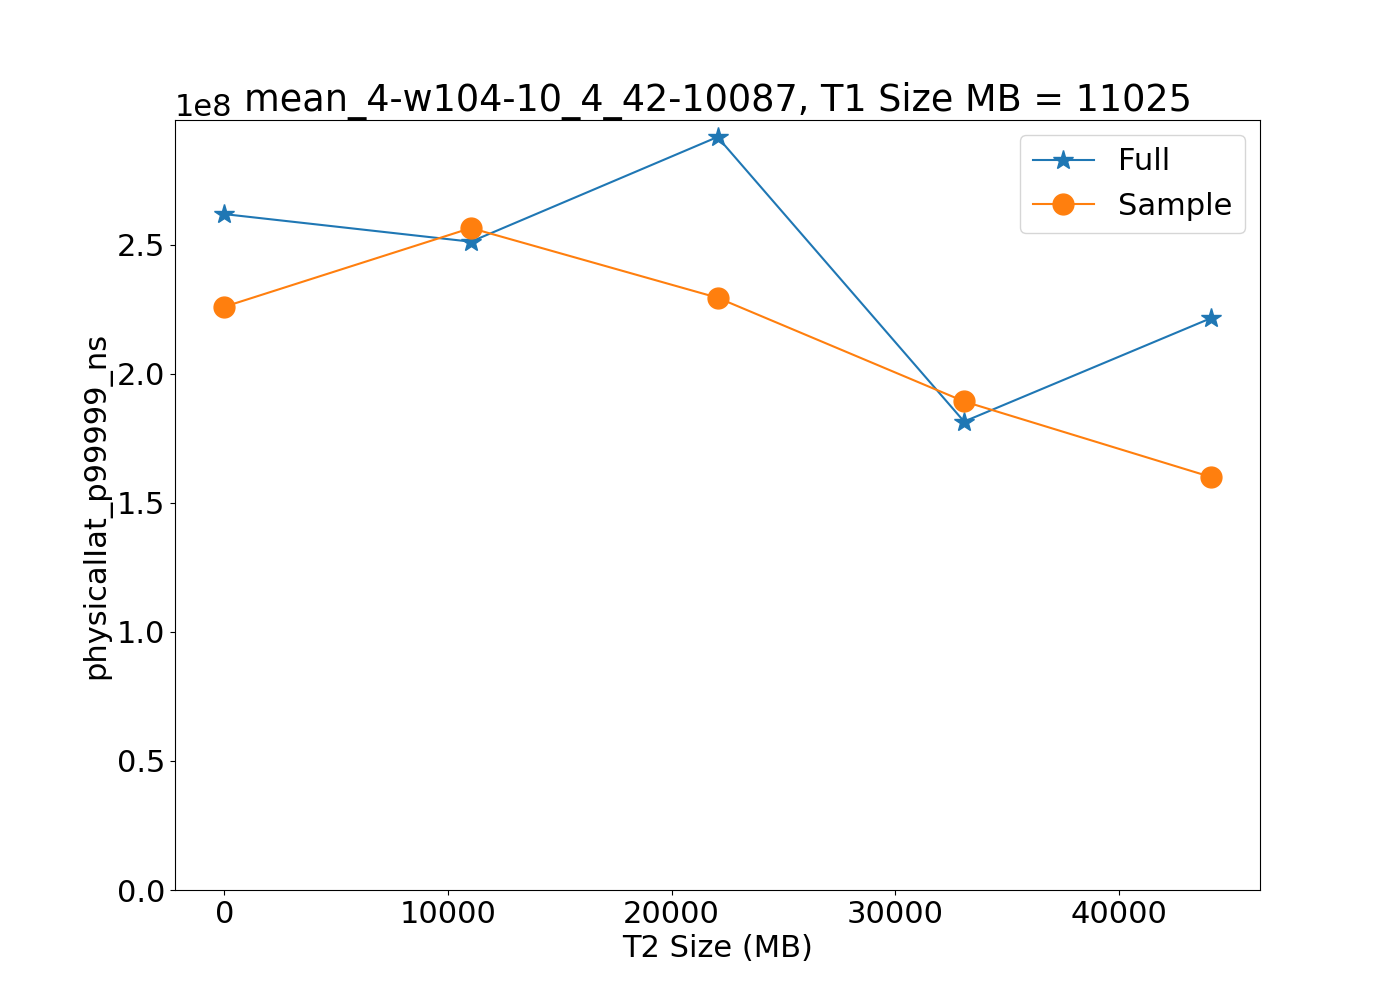 1e8
mean_4-w104-10_4_42-10087, T1 Size MB = 11025
Full
Sample
physicallat_p99999_ns
2.5
2.0
1.5
1.0
0.5
0.0
0
10000
20000
30000
40000
T2 Size (MB)